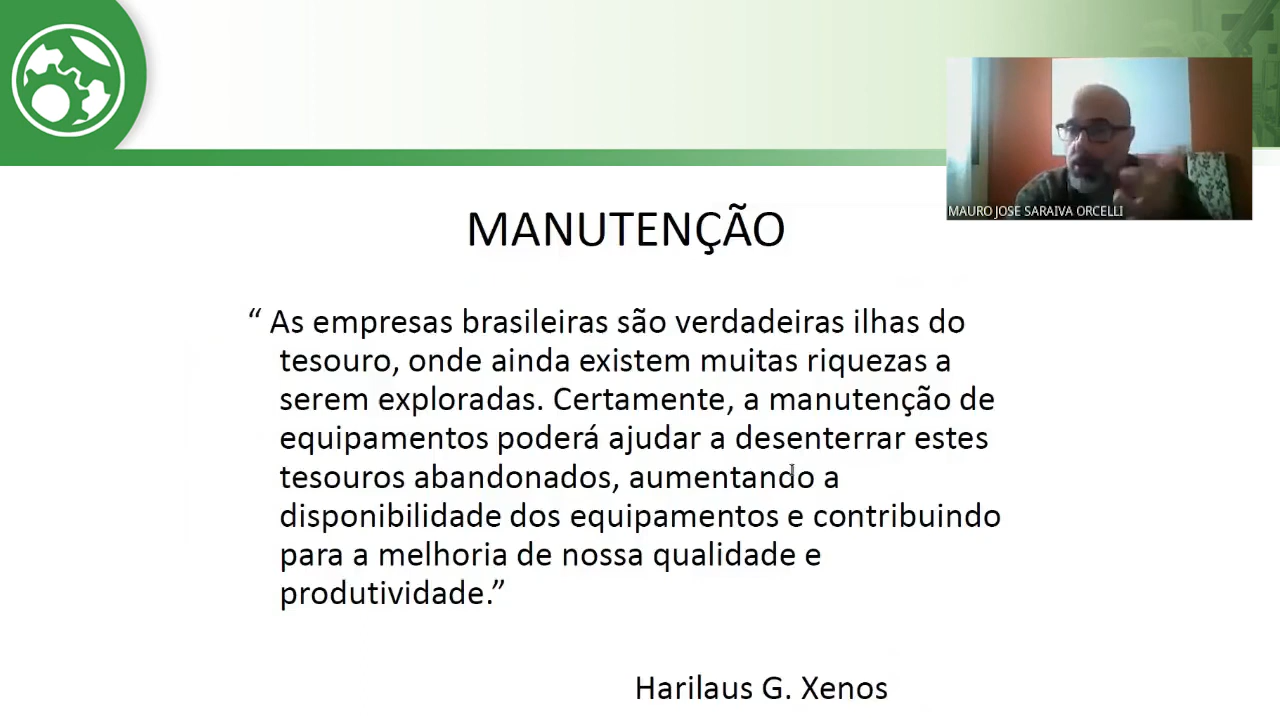 MAURO JOSE SARAIVA ORCELLI
MANUTENÇÃO
“ As empresas brasileiras são verdadeiras ilhas do
tesouro, onde ainda existem muitas riquezas a
serem exploradas. Certamente, a manutenção de
equipamentos poderá ajudar a desenterrar estes
tesouros abandonados, aumentando a
disponibilidade dos equipamentos e contribuindo
para a melhoria de nossa qualidade e
produtividade.”
Harilaus G. Xenos